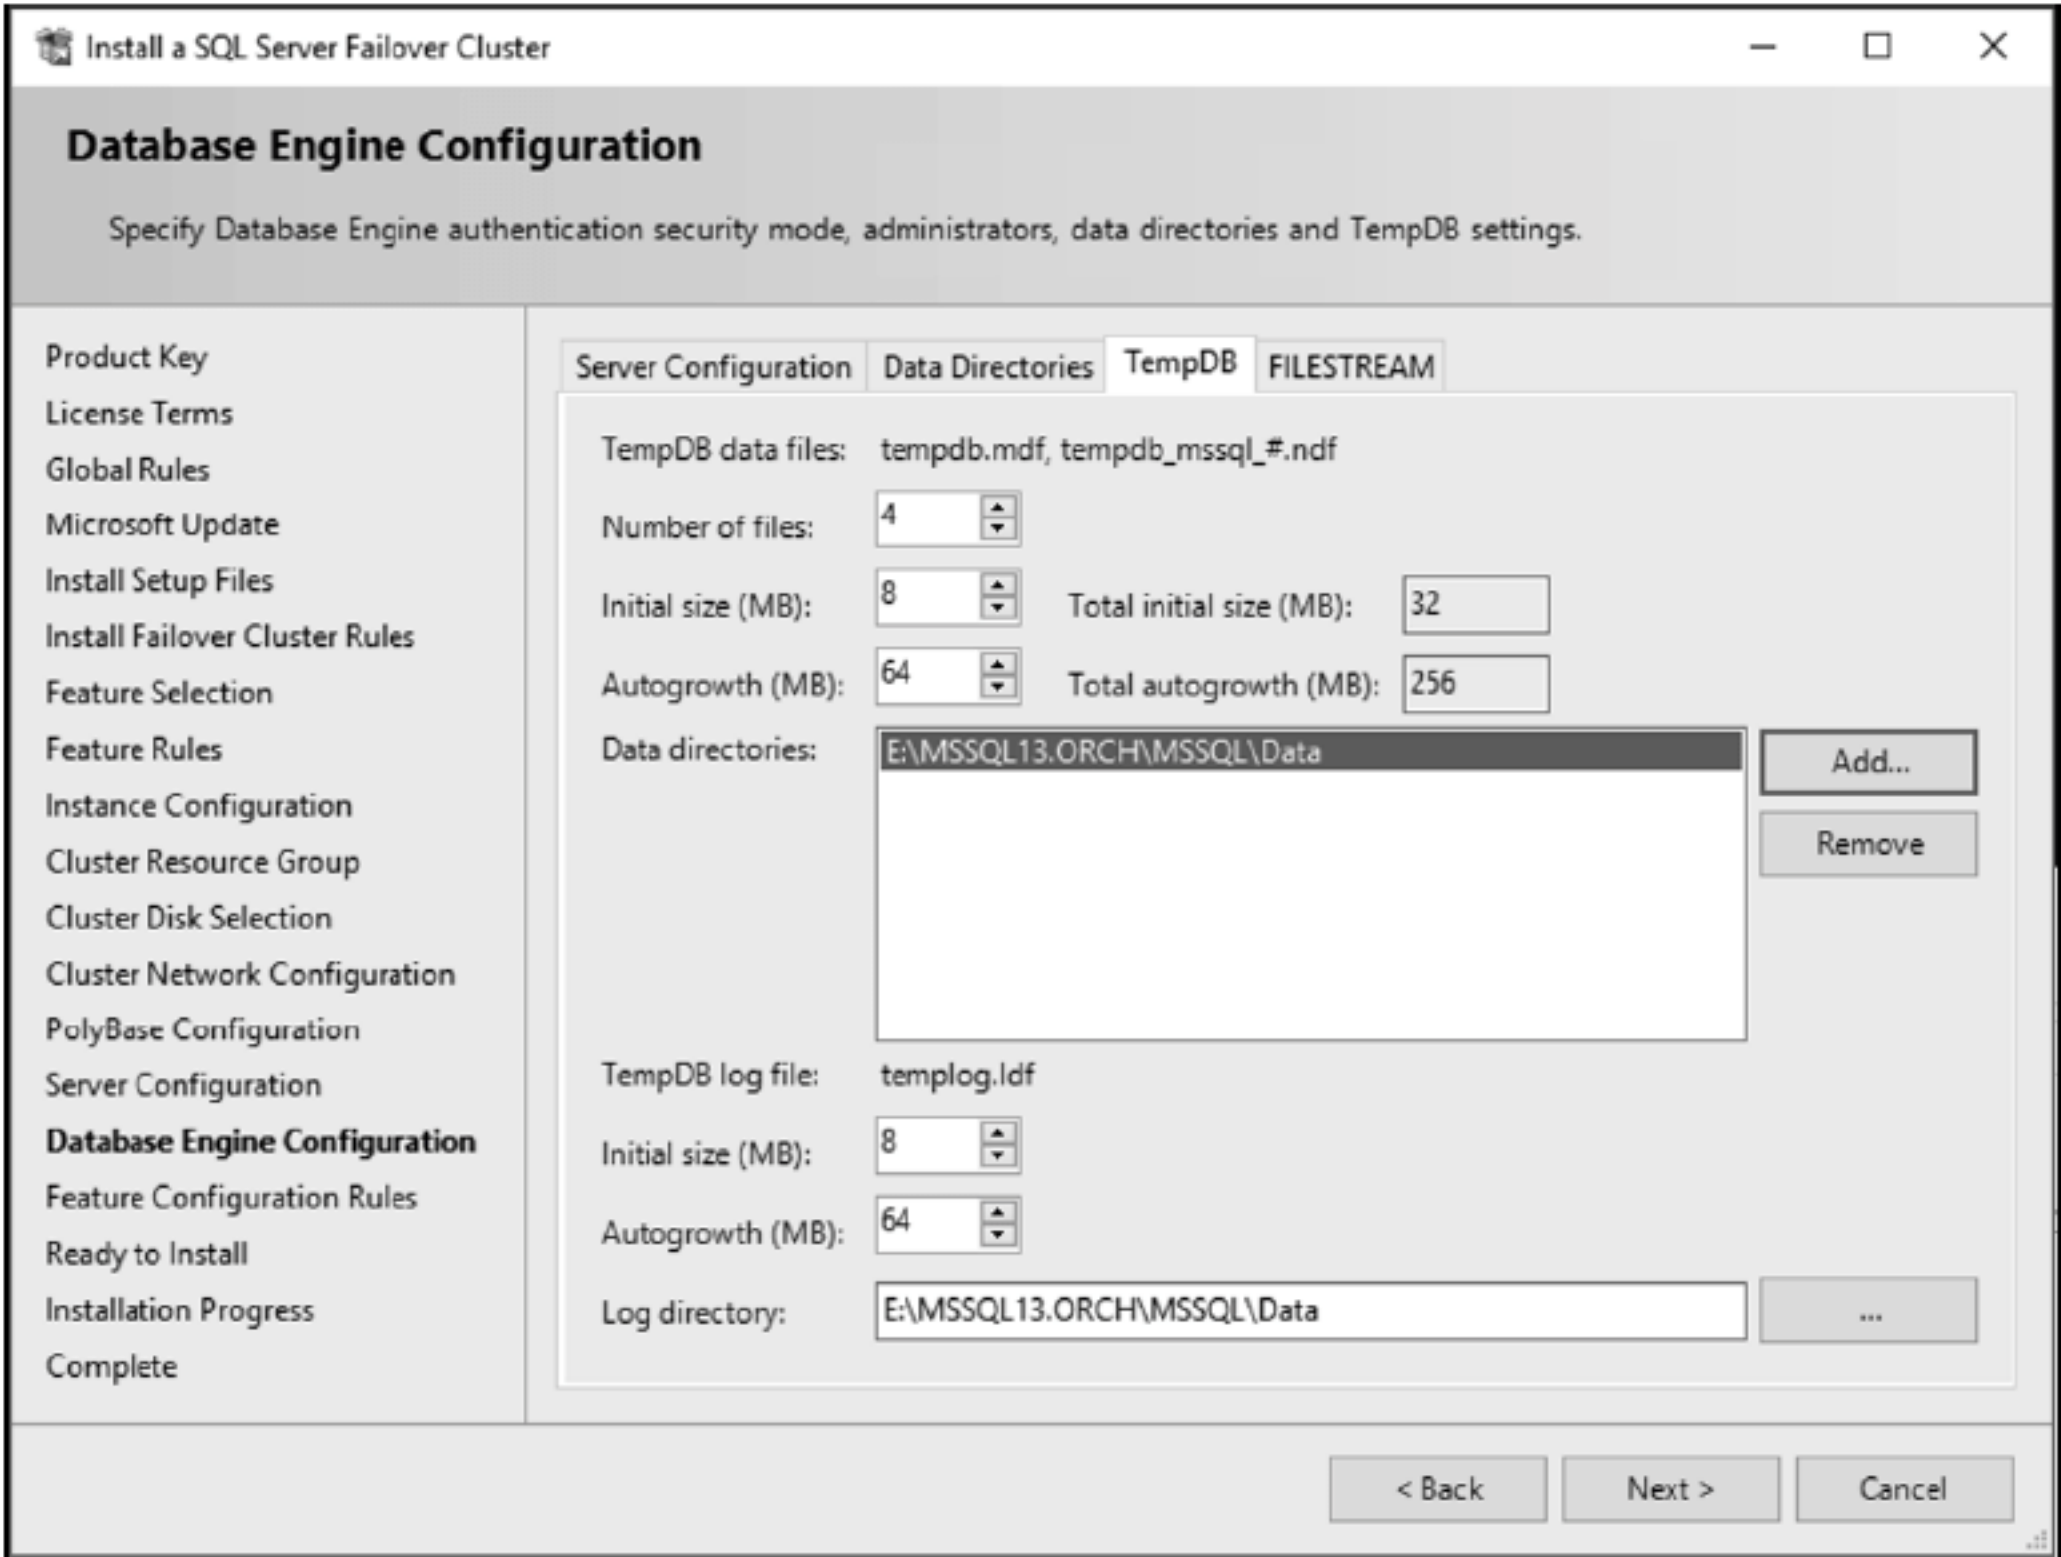 Install a SQL Server Failover Cluster
Database Engine Configuration
Specify Database Engine authentication security mode, administrators, data directories and TempDB settings.
Product Key
License Terms
Global Rules
Microsoft Update
Install Setup Files
Install Failover Cluster Rules
Feature Selection
Feature Rules
Instance Configuration
Cluster Resource Group
Cluster Disk Selection
Cluster Network Configuration
PolyBase Configuration
Server Configuration
Database Engine Configuration
Feature Configuration Rules
Ready to Install
Installation Progress
Complete
Server Configuration Data Directories TempDB FILESTREAM
TempDB data files: tempdb.mdf, tempdb_mssql_#.ndf
Number of files: 4
Initial size (MB): 8 Total initial size (MB): 32
Autogrowth (MB): 64 Total autogrowth (MB): 256
Data directories: E:\MSSQL13.ORCH\MSSQL\Data Add...
Remove
TempDB log file: templog.ldf
Initial size (MB): 8
Autogrowth (MB): 64
Log directory: E:\MSSQL13.ORCH\MSSQL\Data ...
< Back Next > Cancel